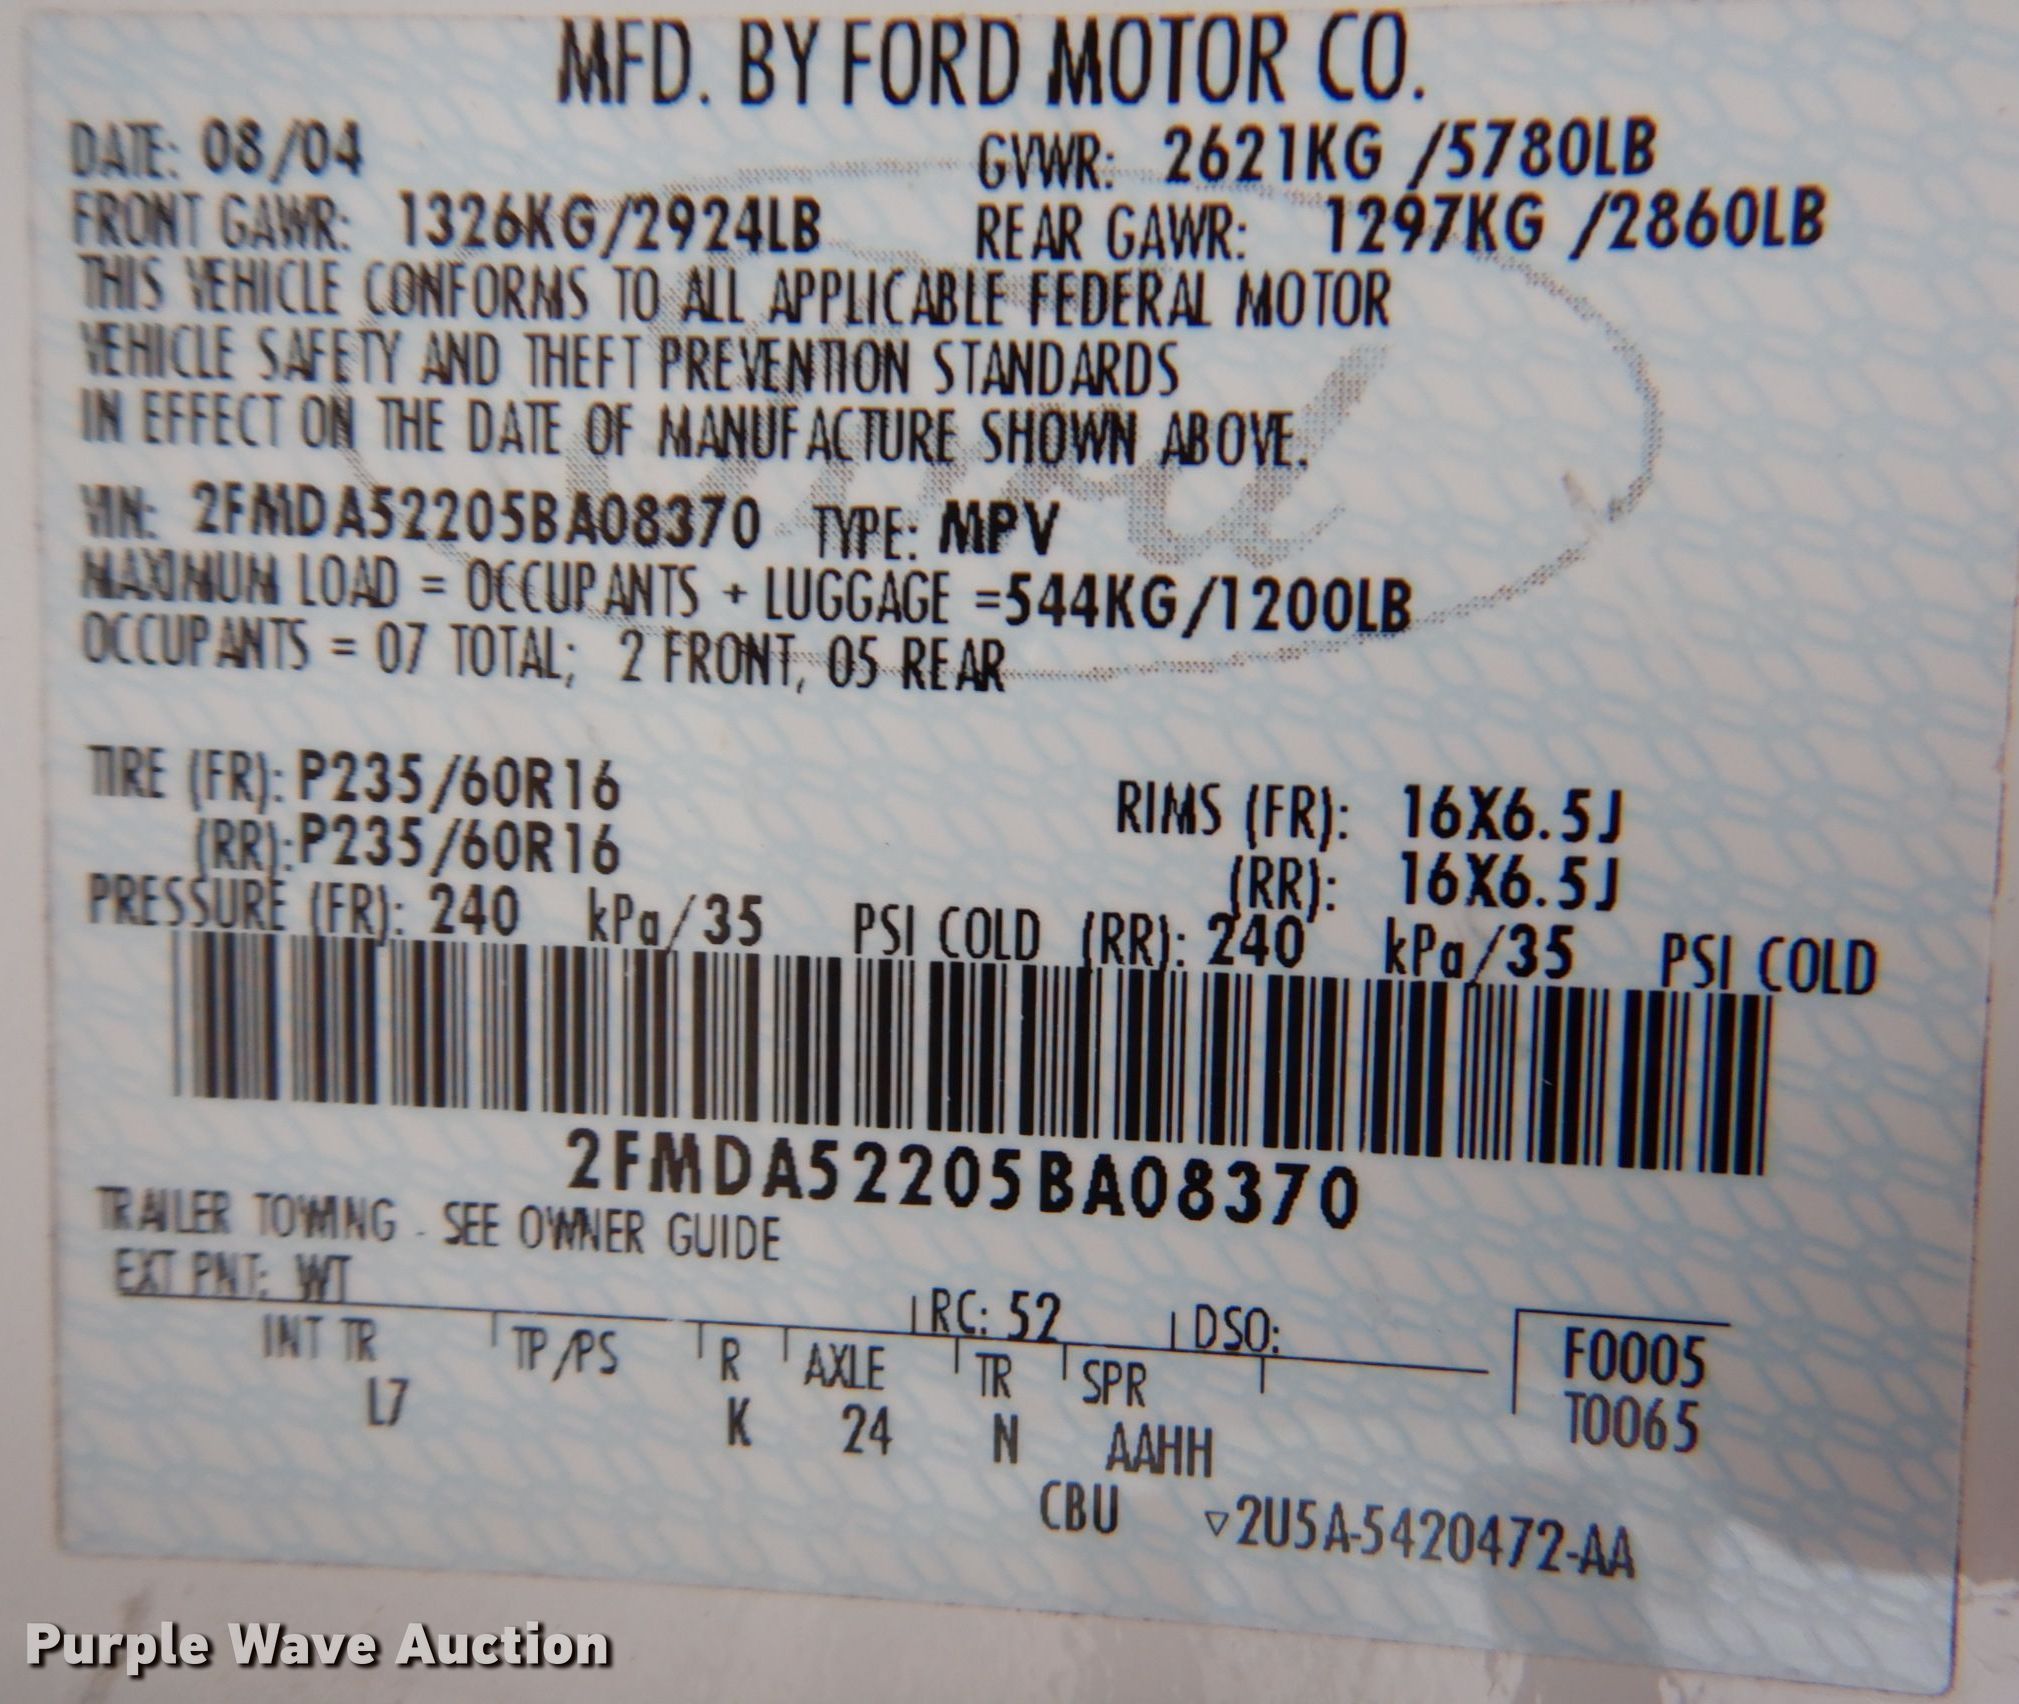 MFD. BY FORD MOTOR CO.
DATE: 08/04 GVWR: 2621KG /5780LB
FRONT GAWR: 1326KG/2924LB REAR GAWR: 1297KG /2860LB
THIS VEHICLE CONFORMS TO ALL APPLICABLE FEDERAL MOTOR
VEHICLE SAFETY AND THEFT PREVENTION STANDARDS
IN EFFECT ON THE DATE OF MANUFACTURE SHOWN ABOVE.
Ford
VIN: 2FMDA52205BA08370 TYPE: MPV
MAXIMUM LOAD = OCCUPANTS + LUGGAGE =544KG/1200LB
OCCUPANTS = 07 TOTAL; 2 FRONT, 05 REAR
TIRE (FR): P235/60R16 RIMS (FR): 16X6.5J
(RR): P235/60R16 (RR): 16X6.5J
PRESSURE (FR): 240 kPa/35 PSI COLD (RR): 240 kPa/35 PSI COLD
2FMDA52205BA08370
TRAILER TOWING - SEE OWNER GUIDE
EXT PNT: WT RC: 52 DSO: F0005
INT TR TP/PS R AXLE TR SPR T0065
L7 K 24 N AAHH
CBU ▽2U5A-5420472-AA
Purple Wave Auction